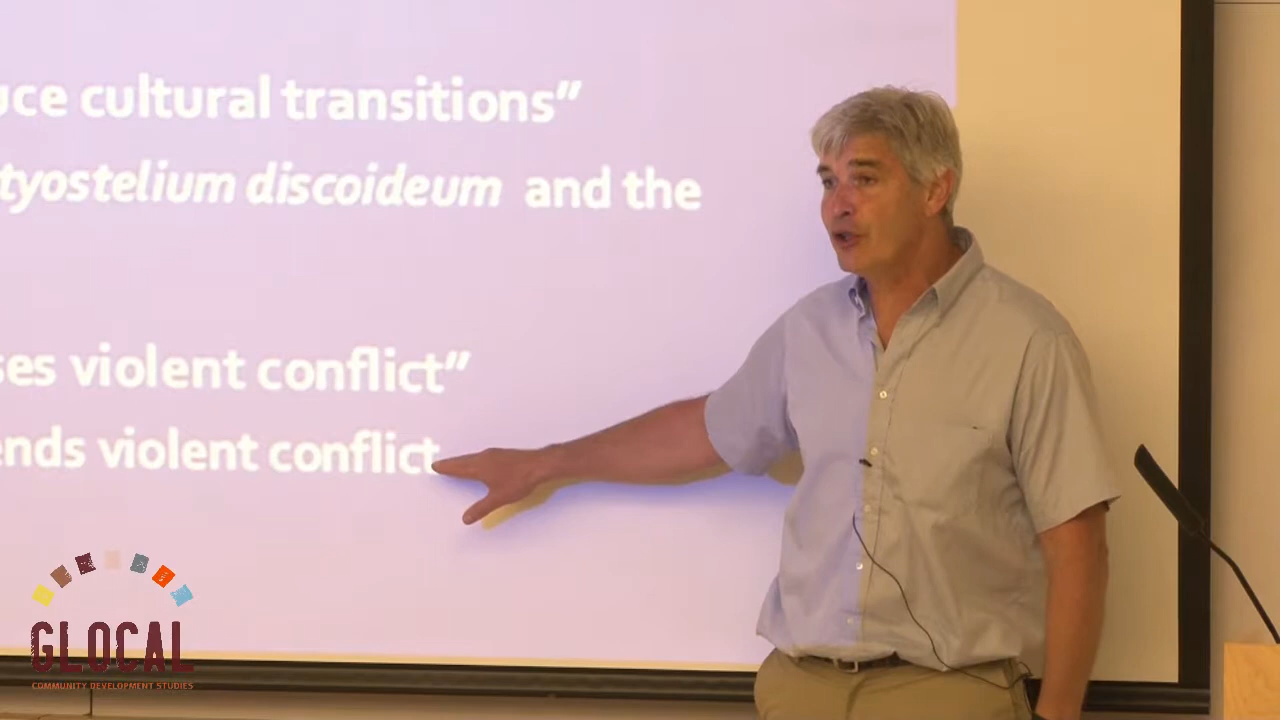 uce cultural transitions”
tyostelium discoideum and the
ses violent conflict”
ends violent conflict
GLOCAL
COMMUNITY DEVELOPMENT STUDIES